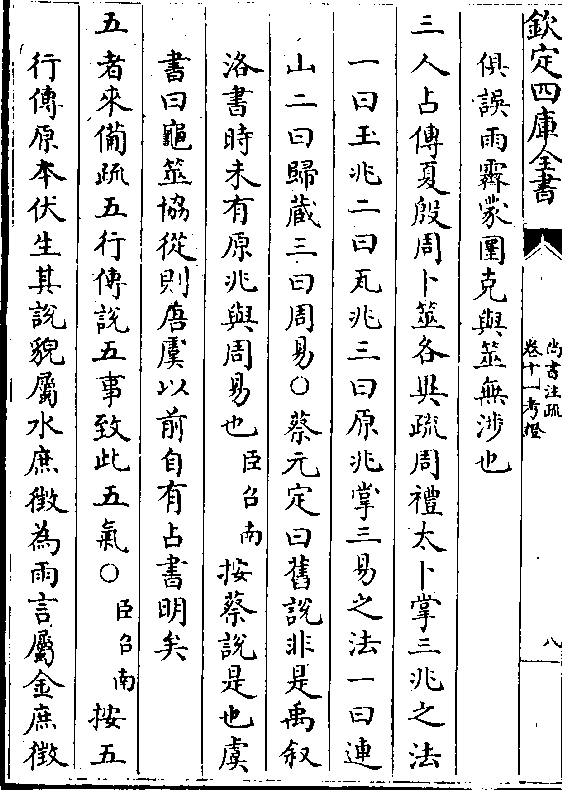 欽定四庫全書
尚書注疏
卷十一考證
八
俱誤雨霽蒙圛克與筮無涉也
三人占傳夏殷周卜筮各異疏周禮太卜掌三兆之法
一曰玉兆二曰瓦兆三曰原兆掌三易之法一曰連
山二曰歸藏三曰周易○蔡元定曰舊說非是禹叙
洛書時未有原兆與周易也臣召南按蔡說是也虞
書曰龜筮協從則唐虞以前自有占書明矣
五者來備疏五行傳說五事致此五氣○臣召南按五
行傳原本伏生其說貌屬水庶徵為雨言屬金庶徵